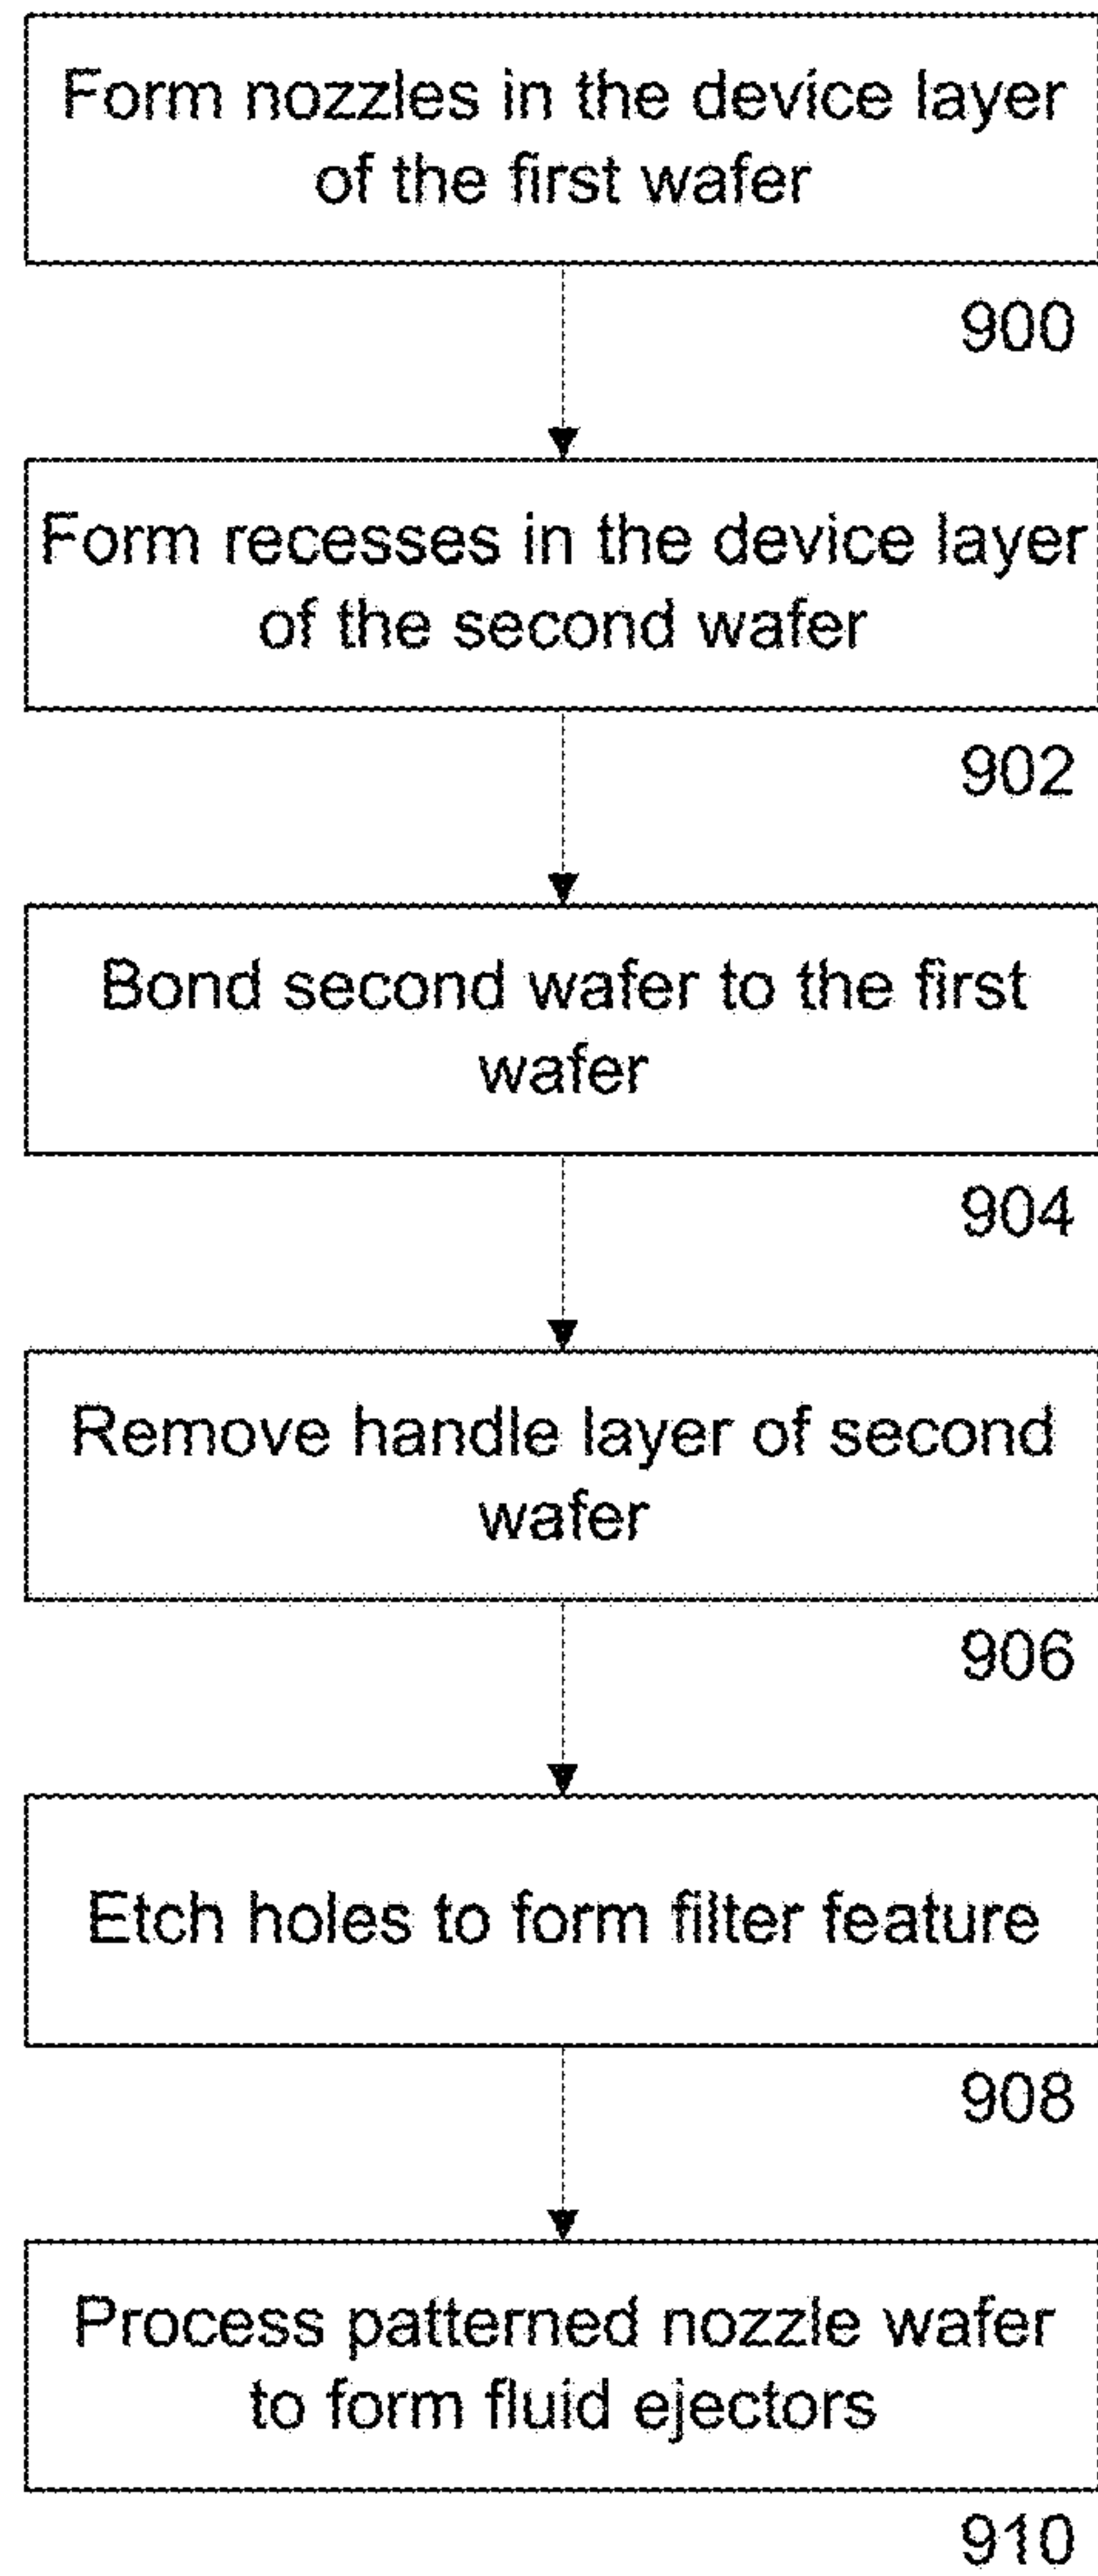 Form nozzles in the device layer
of the first wafer
900
Form recesses in the device layer
of the second wafer
902
Bond second wafer to the first
wafer
904
Remove handle layer of second
wafer
906
Etch holes to form filter feature
908
Process patterned nozzle wafer
to form fluid ejectors
910